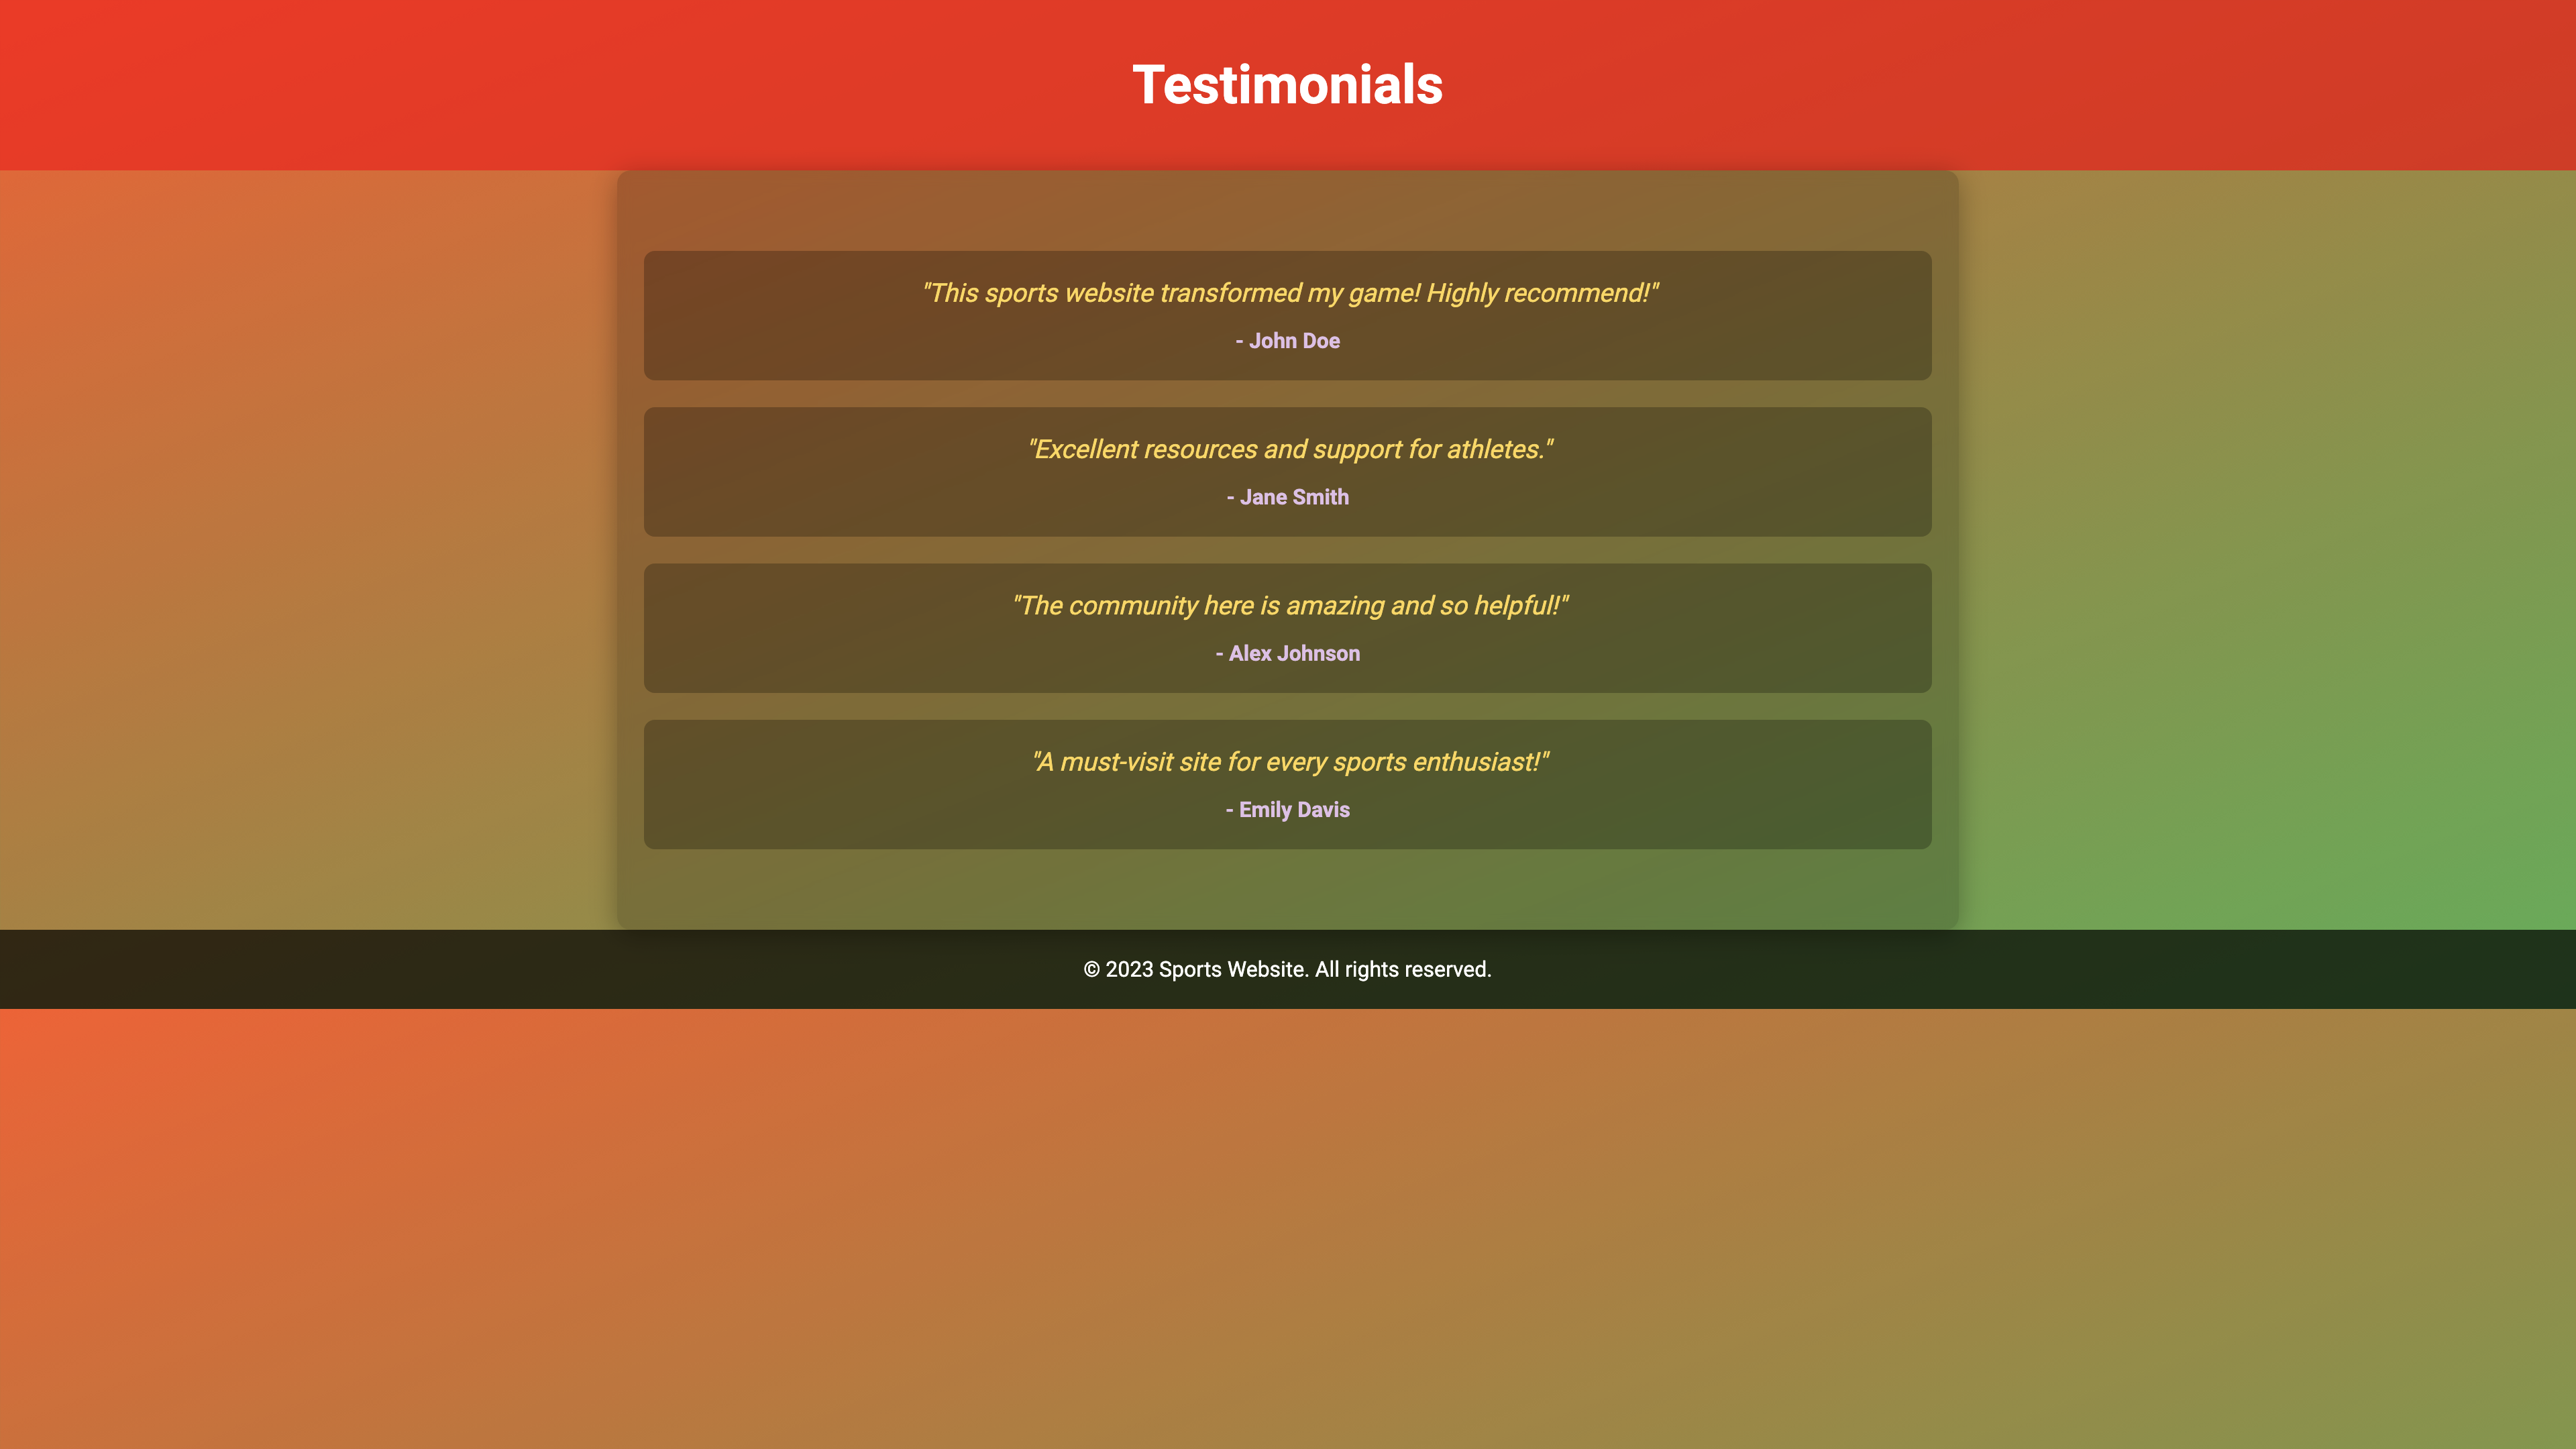 Testimonials
"This sports website transformed my game! Highly recommend!"
- John Doe
"Excellent resources and support for athletes."
- Jane Smith
"The community here is amazing and so helpful!"
- Alex Johnson
"A must-visit site for every sports enthusiast!"
- Emily Davis
© 2023 Sports Website. All rights reserved.